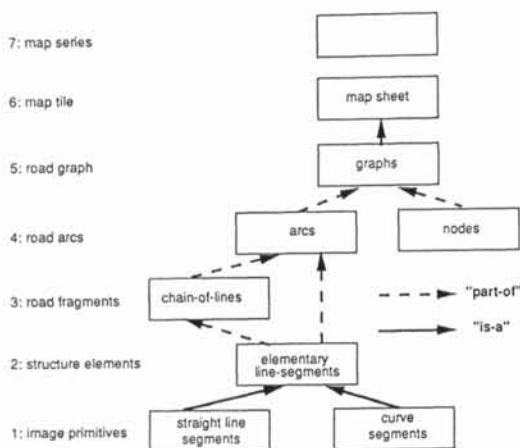 7: map series
6: map tile
map sheet
5: road graph
graphs
4: road arcs
arcs
nodes
3: road fragments
chain-of-lines
"part-of"
"is-a"
2: structure elements
elementary
line-segments
1: image primitives
straight line
segments
curve
segments